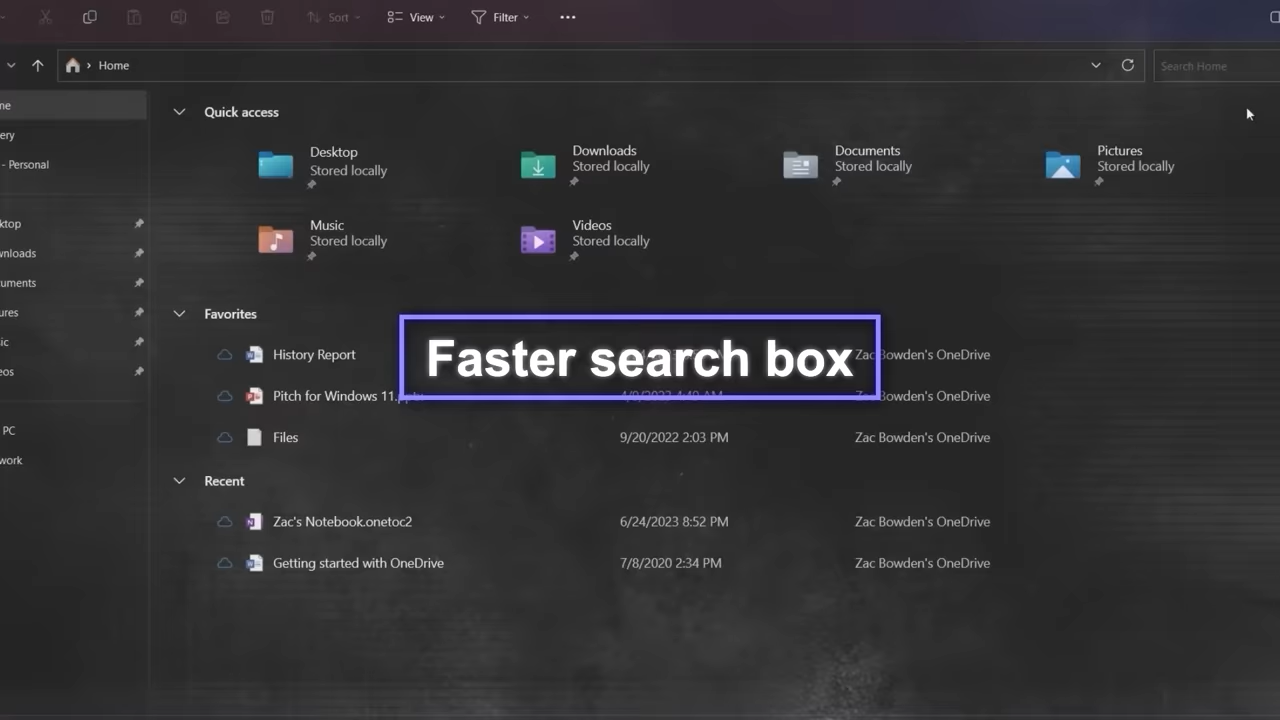 Sort
View
Filter
Home
Search Home
ne
ery
- Personal
ktop
wnloads
uments
ures
ic
eos
PC
work
Quick access
Desktop
Stored locally
Downloads
Stored locally
Documents
Stored locally
Pictures
Stored locally
Music
Stored locally
Videos
Stored locally
Favorites
History Report
Zac Bowden's OneDrive
Faster search box
Pitch for Windows 11.pptx
Bowden's OneDrive
Files 9/20/2022 2:03 PM Zac Bowden's OneDrive
Recent
Zac's Notebook.onetoc2 6/24/2023 8:52 PM Zac Bowden's OneDrive
Getting started with OneDrive 7/8/2020 2:34 PM Zac Bowden's OneDrive